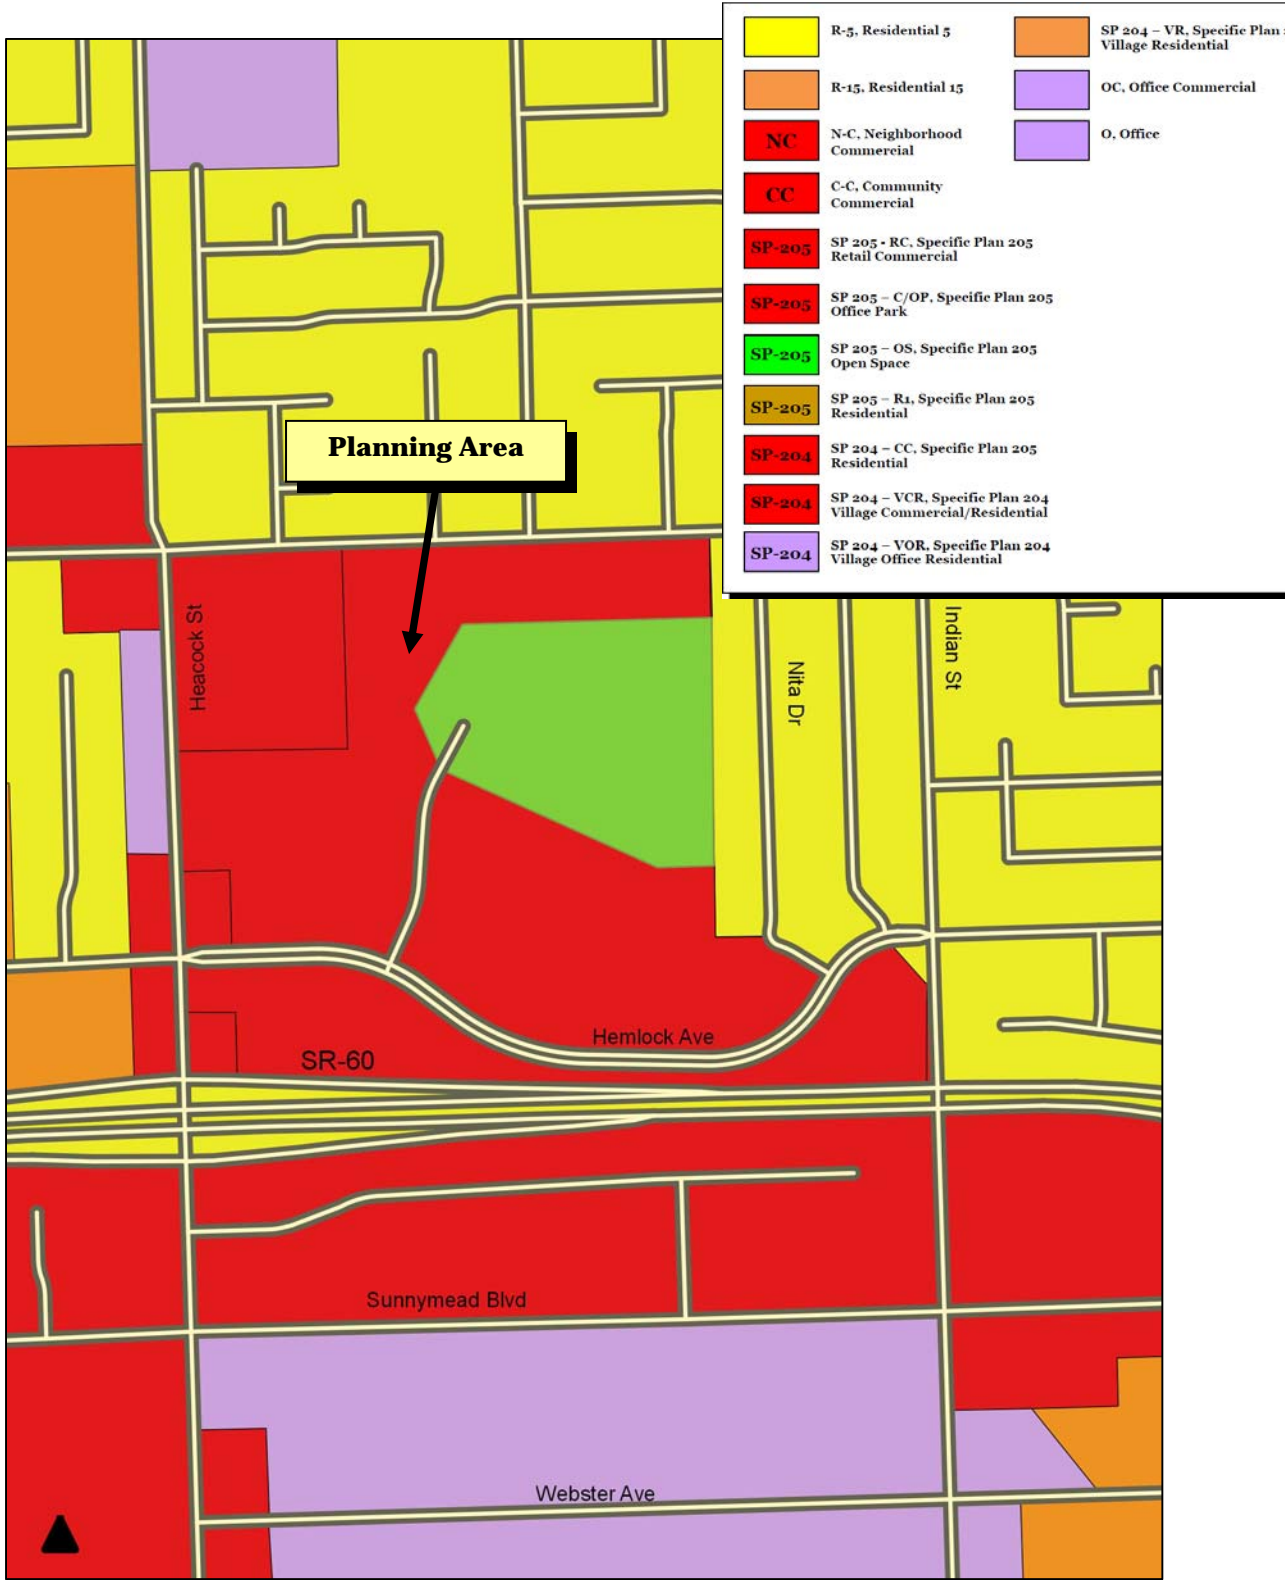 R-5, Residential 5
R-15, Residential 15
NC
N-C, Neighborhood
Commercial
CC
C-C, Community
Commercial
SP-205
SP 205 - RC, Specific Plan 205
Retail Commercial
SP-205
SP 205 – C/OP, Specific Plan 205
Office Park
SP-205
SP 205 – OS, Specific Plan 205
Open Space
SP-205
SP 205 – R1, Specific Plan 205
Residential
SP-204
SP 204 – CC, Specific Plan 205
Residential
SP-204
SP 204 – VCR, Specific Plan 204
Village Commercial/Residential
SP-204
SP 204 – VOR, Specific Plan 204
Village Office Residential
SP 204 – VR, Specific Plan
Village Residential
OC, Office Commercial
O, Office
Planning Area
Heacock St
Nita Dr
Indian St
Hemlock Ave
SR-60
Sunnymead Blvd
Webster Ave